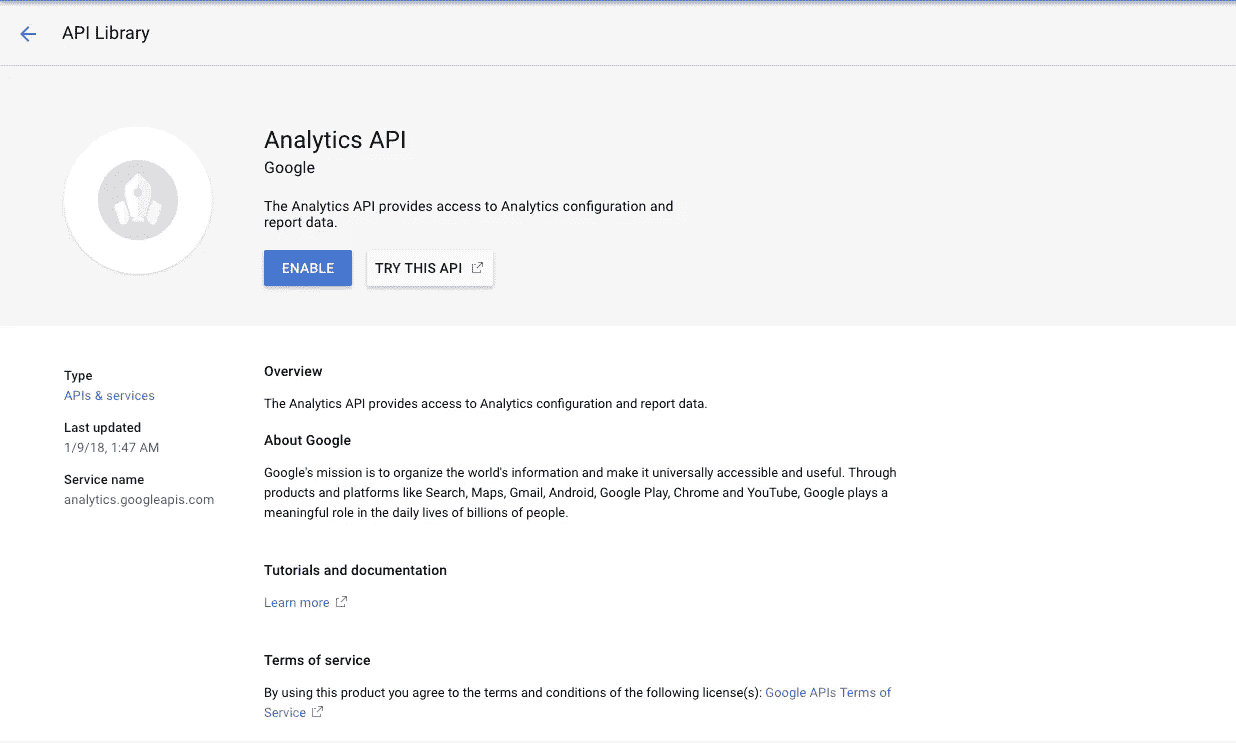 API Library
Analytics API
Google
The Analytics API provides access to Analytics configuration and
report data.
ENABLE
TRY THIS API
Type
APIs & services
Last updated
1/9/18, 1:47 AM
Service name
analytics.googleapis.com
Overview
The Analytics API provides access to Analytics configuration and report data.
About Google
Google's mission is to organize the world's information and make it universally accessible and useful. Through
products and platforms like Search, Maps, Gmail, Android, Google Play, Chrome and YouTube, Google plays a
meaningful role in the daily lives of billions of people.
Tutorials and documentation
Learn more
Terms of service
By using this product you agree to the terms and conditions of the following license(s): Google APIs Terms of
Service